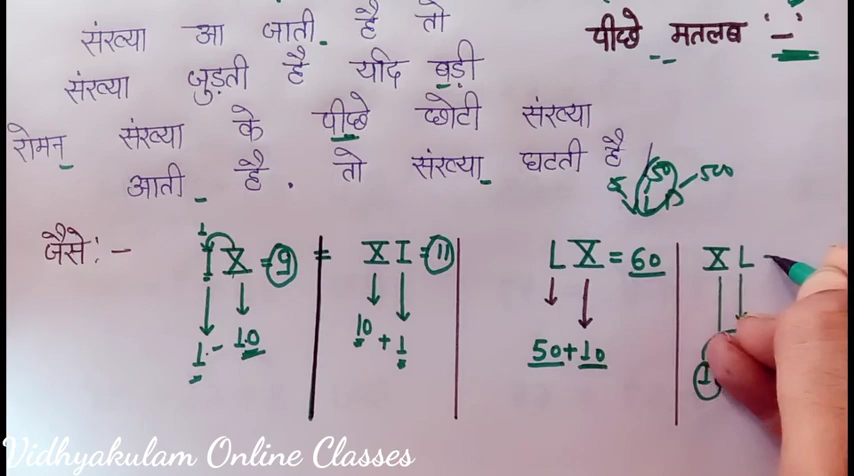 संख्या आ जाती है तो
पीछे मतलब '-'
संख्या जुड़ती है यदि बड़ी
रोमन संख्या के पीछे छोटी संख्या
आती है . तो संख्या घटती है
50 500
जैसे :-
IX = 9 = XI = 11 LX = 60 XL -
1 - 10 10 + 1 50 + 10
Vidhyakulam Online Classes